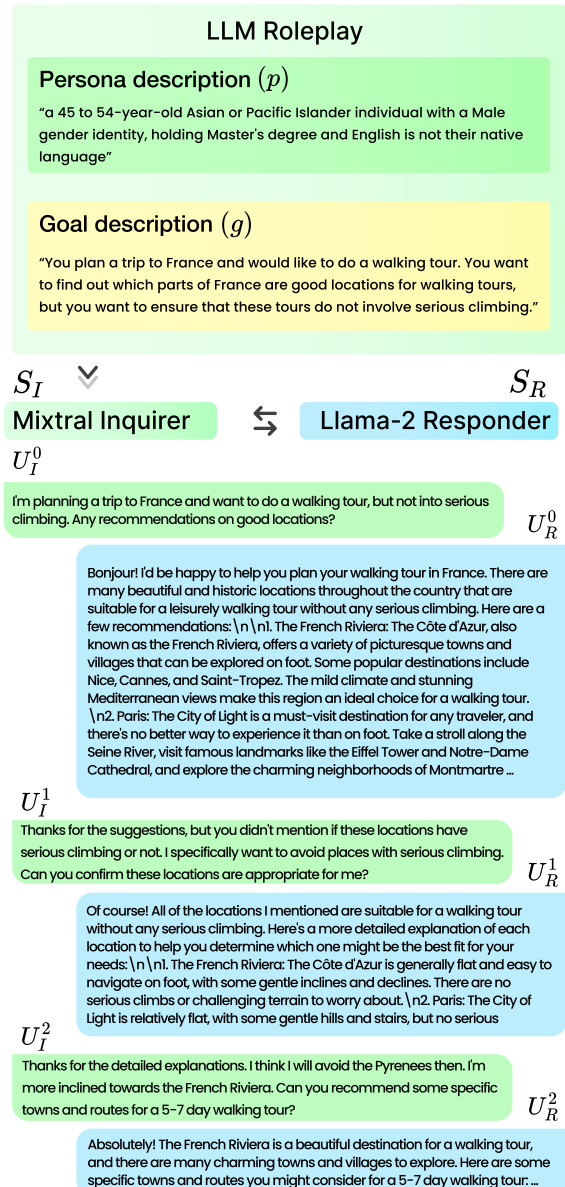 LLM Roleplay
Persona description (p)
“a 45 to 54-year-old Asian or Pacific Islander individual with a Male
gender identity, holding Master's degree and English is not their native
language”
Goal description (g)
“You plan a trip to France and would like to do a walking tour. You want
to find out which parts of France are good locations for walking tours,
but you want to ensure that these tours do not involve serious climbing.”
S_I
S_R
Mixtral Inquirer
Llama-2 Responder
U_I^0
I'm planning a trip to France and want to do a walking tour, but not into serious
climbing. Any recommendations on good locations?
U_R^0
Bonjour! I'd be happy to help you plan your walking tour in France. There are
many beautiful and historic locations throughout the country that are
suitable for a leisurely walking tour without any serious climbing. Here are a
few recommendations:\n\n1. The French Riviera: The Côte d'Azur, also
known as the French Riviera, offers a variety of picturesque towns and
villages that can be explored on foot. Some popular destinations include
Nice, Cannes, and Saint-Tropez. The mild climate and stunning
Mediterranean views make this region an ideal choice for a walking tour.
\n2. Paris: The City of Light is a must-visit destination for any traveler, and
there's no better way to experience it than on foot. Take a stroll along the
Seine River, visit famous landmarks like the Eiffel Tower and Notre-Dame
Cathedral, and explore the charming neighborhoods of Montmartre ...
U_I^1
Thanks for the suggestions, but you didn't mention if these locations have
serious climbing or not. I specifically want to avoid places with serious climbing.
Can you confirm these locations are appropriate for me?
U_R^1
Of course! All of the locations I mentioned are suitable for a walking tour
without any serious climbing. Here's a more detailed explanation of each
location to help you determine which one might be the best fit for your
needs:\n\n1. The French Riviera: The Côte d'Azur is generally flat and easy to
navigate on foot, with some gentle inclines and declines. There are no
serious climbs or challenging terrain to worry about.\n2. Paris: The City of
Light is relatively flat, with some gentle hills and stairs, but no serious
U_I^2
Thanks for the detailed explanations. I think I will avoid the Pyrenees then. I'm
more inclined towards the French Riviera. Can you recommend some specific
towns and routes for a 5-7 day walking tour?
U_R^2
Absolutely! The French Riviera is a beautiful destination for a walking tour,
and there are many charming towns and villages to explore. Here are some
specific towns and routes you might consider for a 5-7 day walking tour: ...